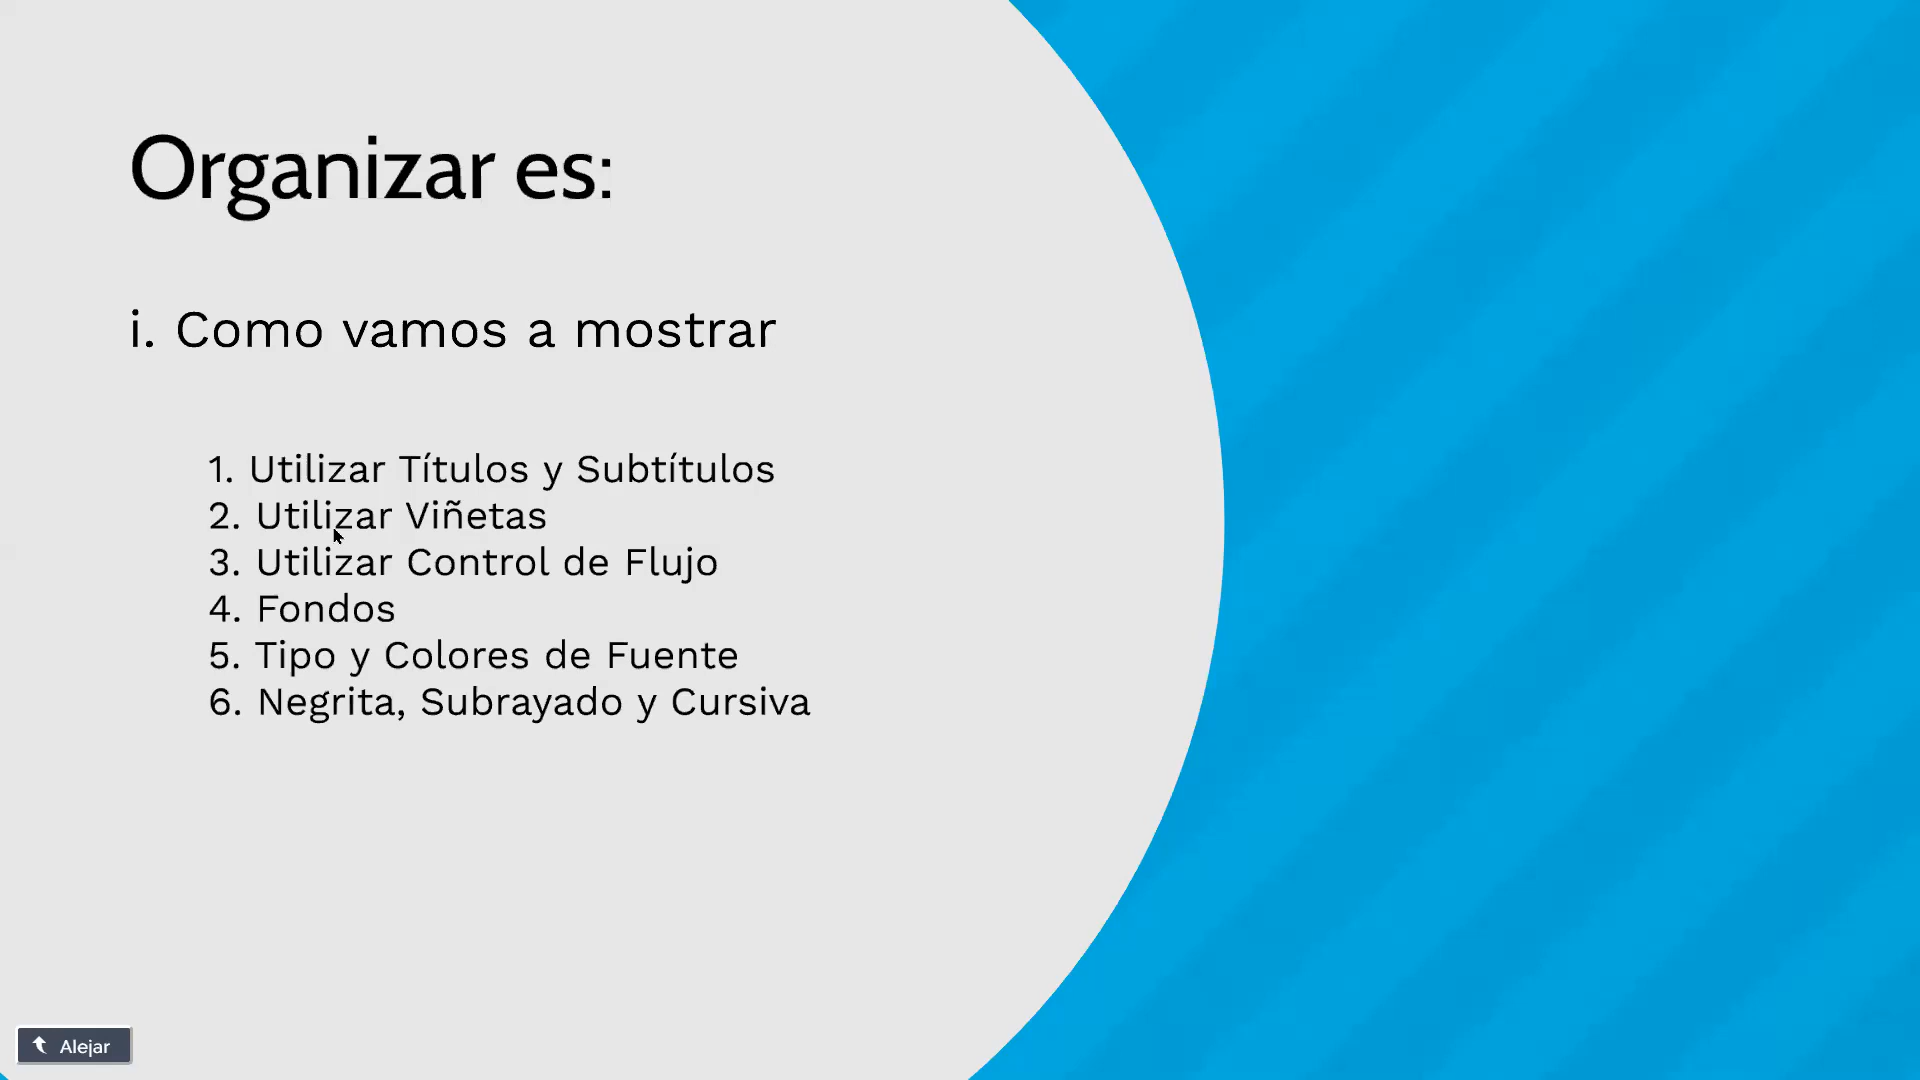 Organizar es:
i. Como vamos a mostrar
1. Utilizar Títulos y Subtítulos
2. Utilizar Viñetas
3. Utilizar Control de Flujo
4. Fondos
5. Tipo y Colores de Fuente
6. Negrita, Subrayado y Cursiva
Alejar